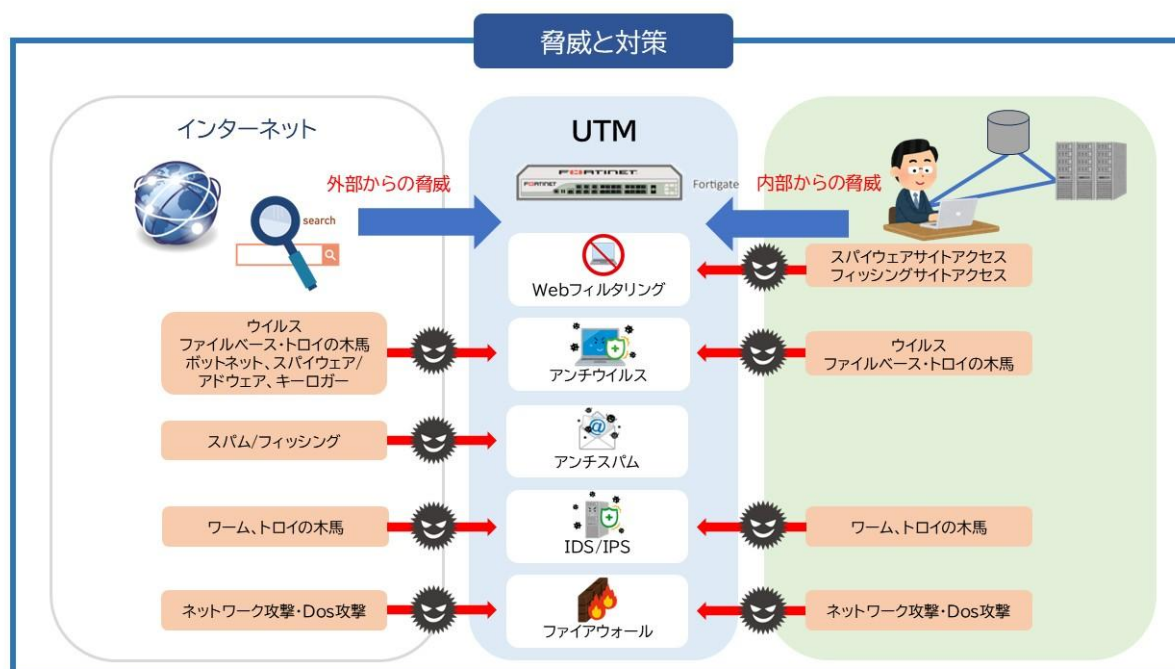 脅威と対策
インターネット
search
外部からの脅威
UTM
FORTINET
Fortigate
内部からの脅威
Webフィルタリング
スパイウェアサイトアクセス
フィッシングサイトアクセス
ウイルス
ファイルベース・トロイの木馬
ボットネット、スパイウェア/
アドウェア、キーロガー
アンチウイルス
ウイルス
ファイルベース・トロイの木馬
スパム/フィッシング
@
アンチスパム
ワーム、トロイの木馬
IDS/IPS
ワーム、トロイの木馬
ネットワーク攻撃・Dos攻撃
ファイアウォール
ネットワーク攻撃・Dos攻撃